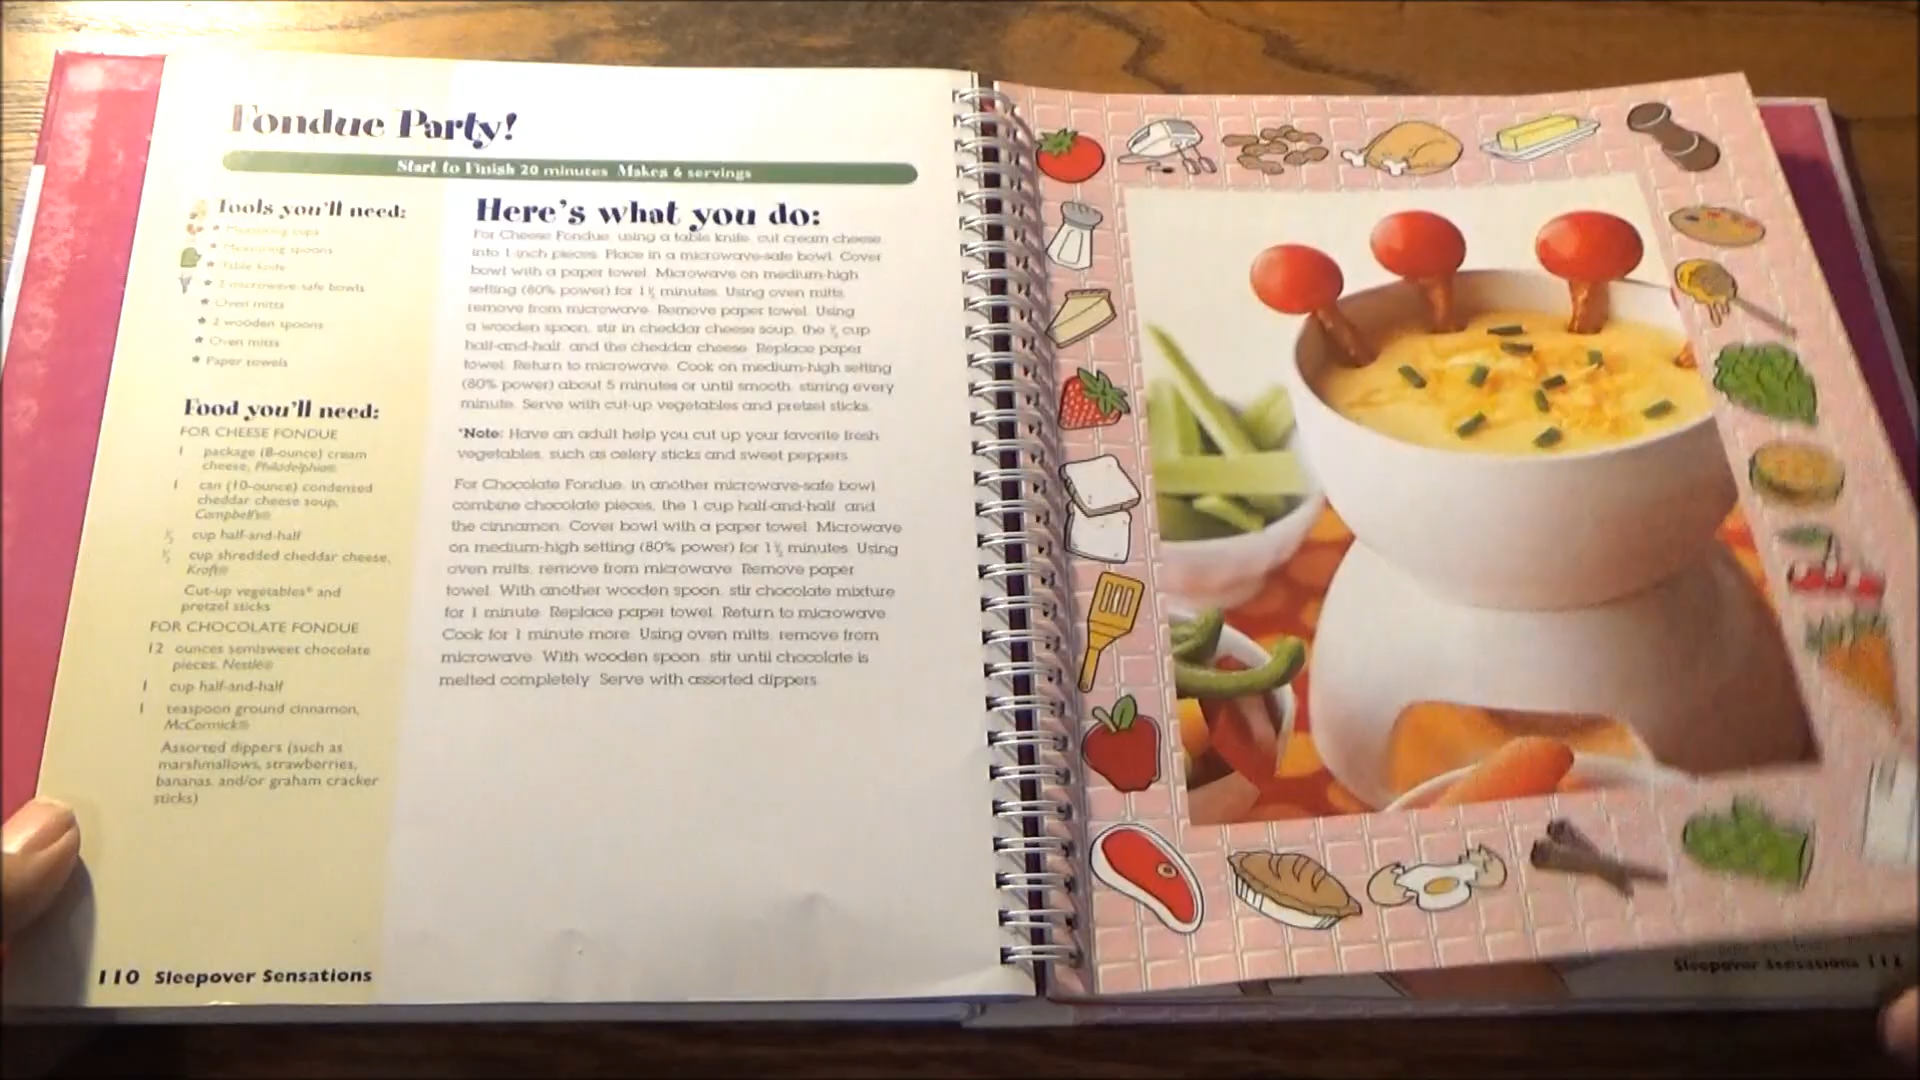 Fondue Party!
Start to Finish 20 minutes Makes 6 servings
Tools you'll need:
* Measuring cups
* Measuring spoons
* Table knife
* 2 microwave-safe bowls
* Oven mitts
* 2 wooden spoons
* Oven mitts
* Paper towels
Food you'll need:
FOR CHEESE FONDUE
1 package (8-ounce) cream
cheese, Philadelphia®
1 can (10-ounce) condensed
cheddar cheese soup,
Campbell's®
½ cup half-and-half
cup shredded cheddar cheese,
Kraft®
Cut-up vegetables* and
pretzel sticks
FOR CHOCOLATE FONDUE
12 ounces semisweet chocolate
pieces, Nestlé®
1 cup half-and-half
1 teaspoon ground cinnamon,
McCormick®
Assorted dippers (such as
marshmallows, strawberries,
bananas, and/or graham cracker
sticks)
Here's what you do:
For Cheese Fondue, using a table knife, cut cream cheese
into 1-inch pieces. Place in a microwave-safe bowl. Cover
bowl with a paper towel. Microwave on medium-high
setting (80% power) for 1½ minutes. Using oven mitts,
remove from microwave. Remove paper towel. Using
a wooden spoon, stir in cheddar cheese soup, the ½ cup
half-and-half, and the cheddar cheese. Replace paper
towel. Return to microwave. Cook on medium-high setting
(80% power) about 5 minutes or until smooth, stirring every
minute. Serve with cut-up vegetables and pretzel sticks.
*Note: Have an adult help you cut up your favorite fresh
vegetables, such as celery sticks and sweet peppers.
For Chocolate Fondue, in another microwave-safe bowl
combine chocolate pieces, the 1 cup half-and-half, and
the cinnamon. Cover bowl with a paper towel. Microwave
on medium-high setting (80% power) for 1½ minutes. Using
oven mitts, remove from microwave. Remove paper
towel. With another wooden spoon, stir chocolate mixture
for 1 minute. Replace paper towel. Return to microwave.
Cook for 1 minute more. Using oven mitts, remove from
microwave. With wooden spoon, stir until chocolate is
melted completely. Serve with assorted dippers.
110 Sleepover Sensations
Sleepover Sensations